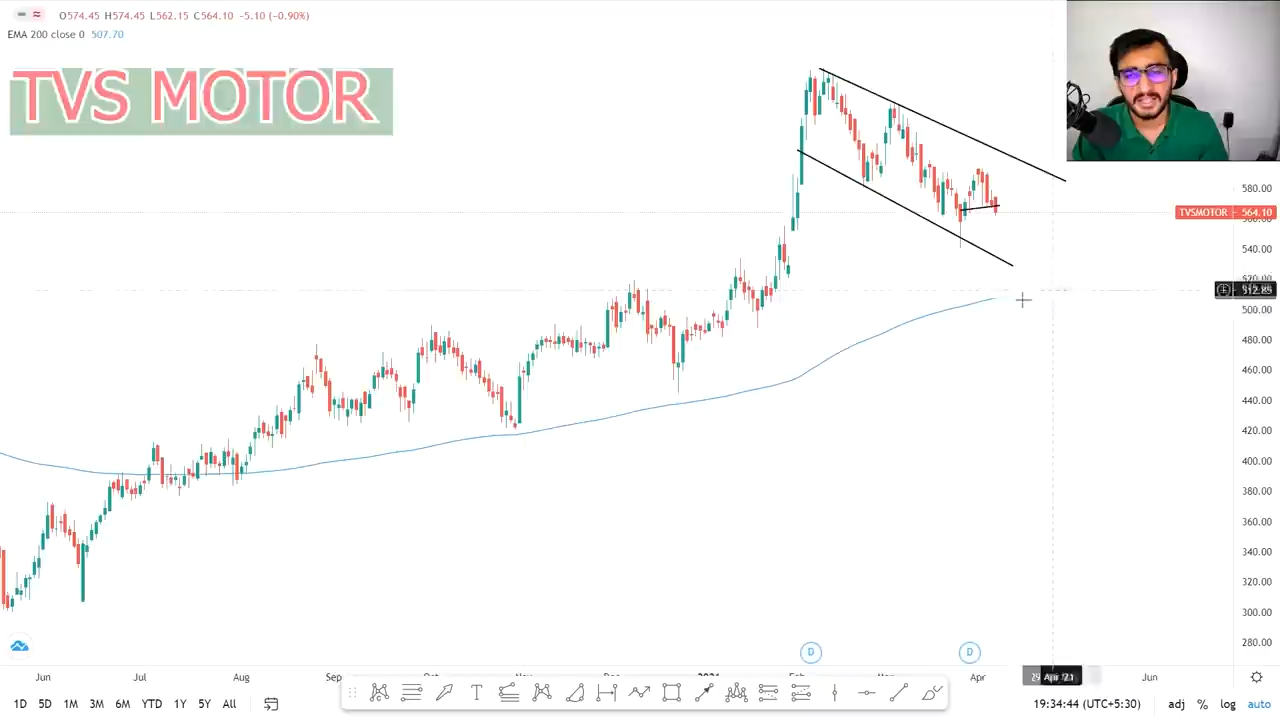 O574.45 H574.45 L562.15 C564.10 -5.10 (-0.90%)
EMA 200 close 0 507.70
TVS MOTOR
580.00
TVSMOTOR 564.10
540.00
500.00
480.00
460.00
440.00
420.00
400.00
380.00
360.00
340.00
320.00
300.00
280.00
D D
Jun Jul Aug Apr 29 Apr '21 Jun
1D 5D 1M 3M 6M YTD 1Y 5Y All
T
19:34:44 (UTC+5:30) adj % log auto